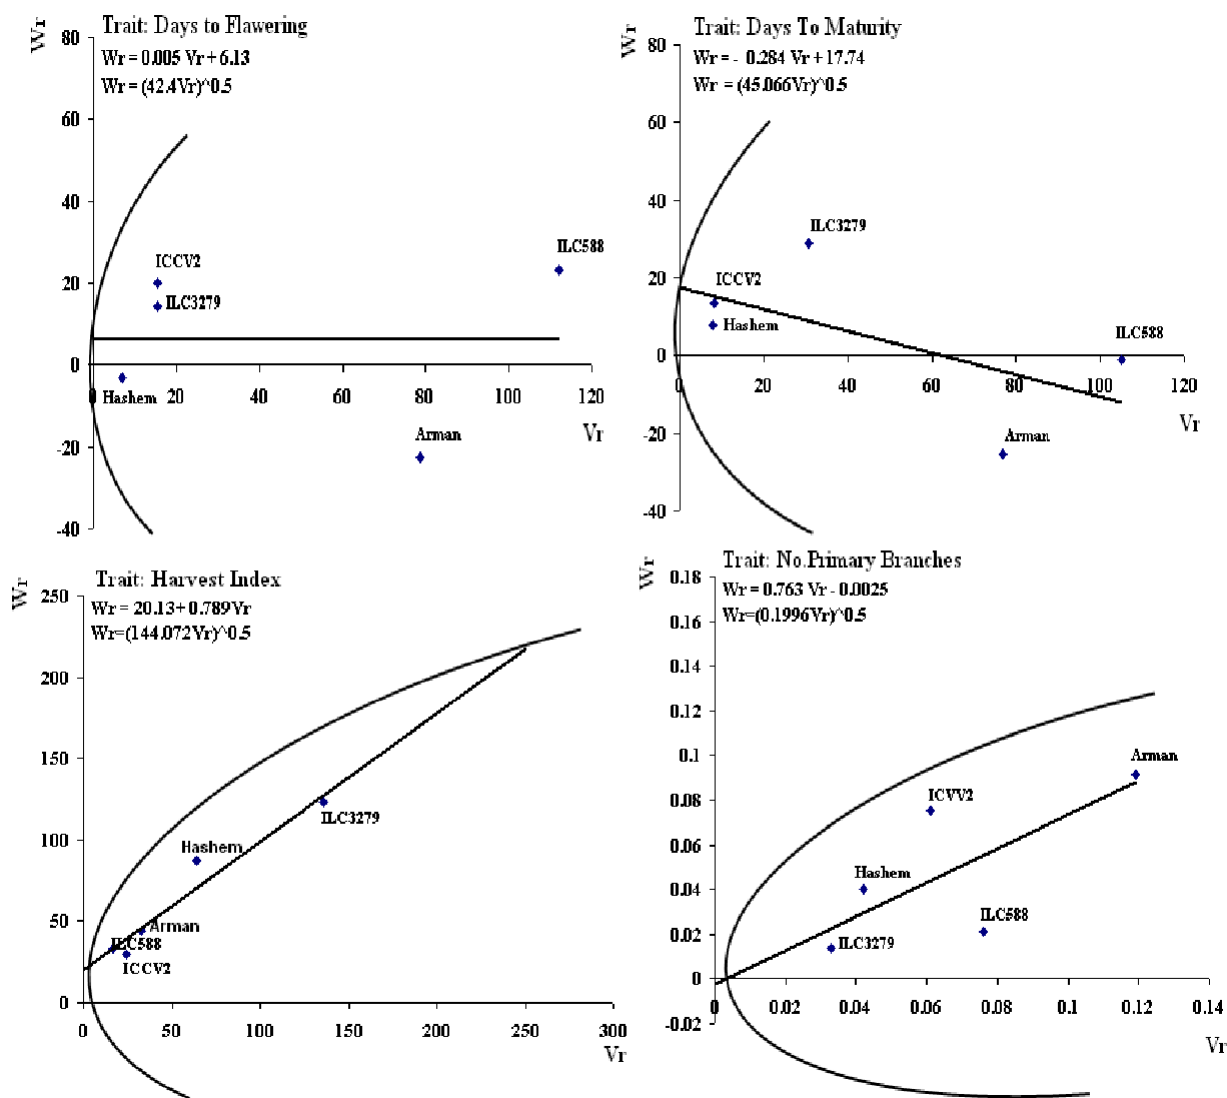 Trait: Days to Flawering
Wr = 0.005 Vr + 6.13
Wr = (42.4Vr)^0.5
Wr
80
60
40
20
0
-20
-40
ICCV2
ILC3279
ILC588
Hashem
Arman
0 20 40 60 80 100 120
Vr
Trait: Days To Maturity
Wr = - 0.284 Vr + 17.74
Wr = (45.066Vr)^0.5
Wr
80
60
40
20
0
-20
-40
ILC3279
ICCV2
Hashem
ILC588
Arman
0 20 40 60 80 100 120
Vr
Trait: Harvest Index
Wr = 20.13+ 0.789Vr
Wr=(144.072Vr)^0.5
Wr
250
200
150
100
50
0
ILC3279
Hashem
Arman
ILC588
ICCV2
0 50 100 150 200 250 300
Vr
Trait: No.Primary Branches
Wr = 0.763 Vr - 0.0025
Wr=(0.1996Vr)^0.5
Wr
0.18
0.16
0.14
0.12
0.1
0.08
0.06
0.04
0.02
0
-0.02
Arman
ICVV2
Hashem
ILC588
ILC3279
0 0.02 0.04 0.06 0.08 0.1 0.12 0.14
Vr